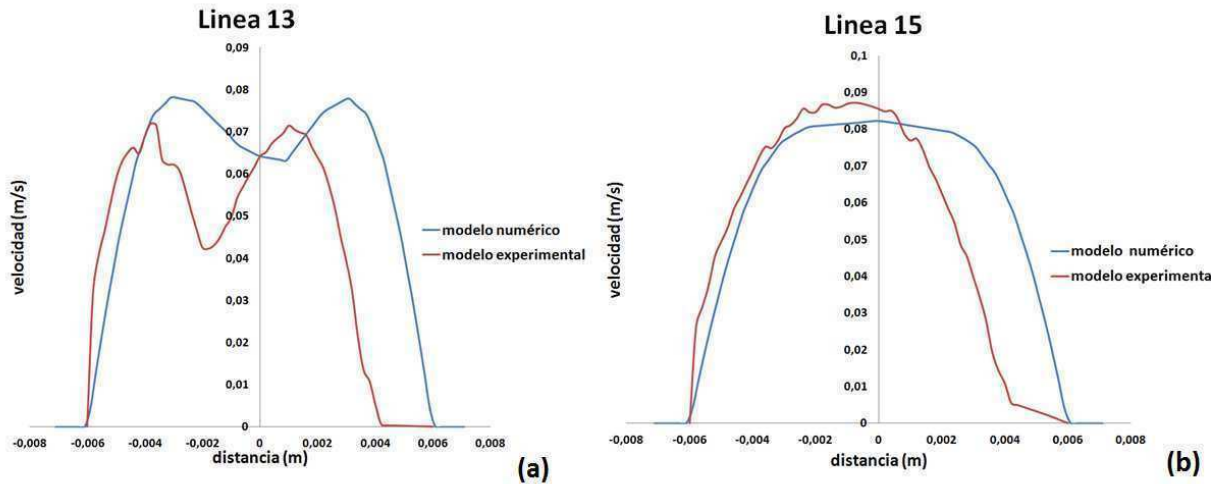 Linea 13
0,09
0,08
0,07
0,06
0,05
0,04
0,03
0,02
0,01
0
velocidad (m/s)
-0,008 -0,006 -0,004 -0,002 0 0,002 0,004 0,006 0,008
distancia (m)
modelo numérico
modelo experimental
(a)
Linea 15
0,1
0,09
0,08
0,07
0,06
0,05
0,04
0,03
0,02
0,01
0
velocidad (m/s)
-0,008 -0,006 -0,004 -0,002 0 0,002 0,004 0,006 0,008
distancia (m)
modelo numérico
modelo experimenta
(b)